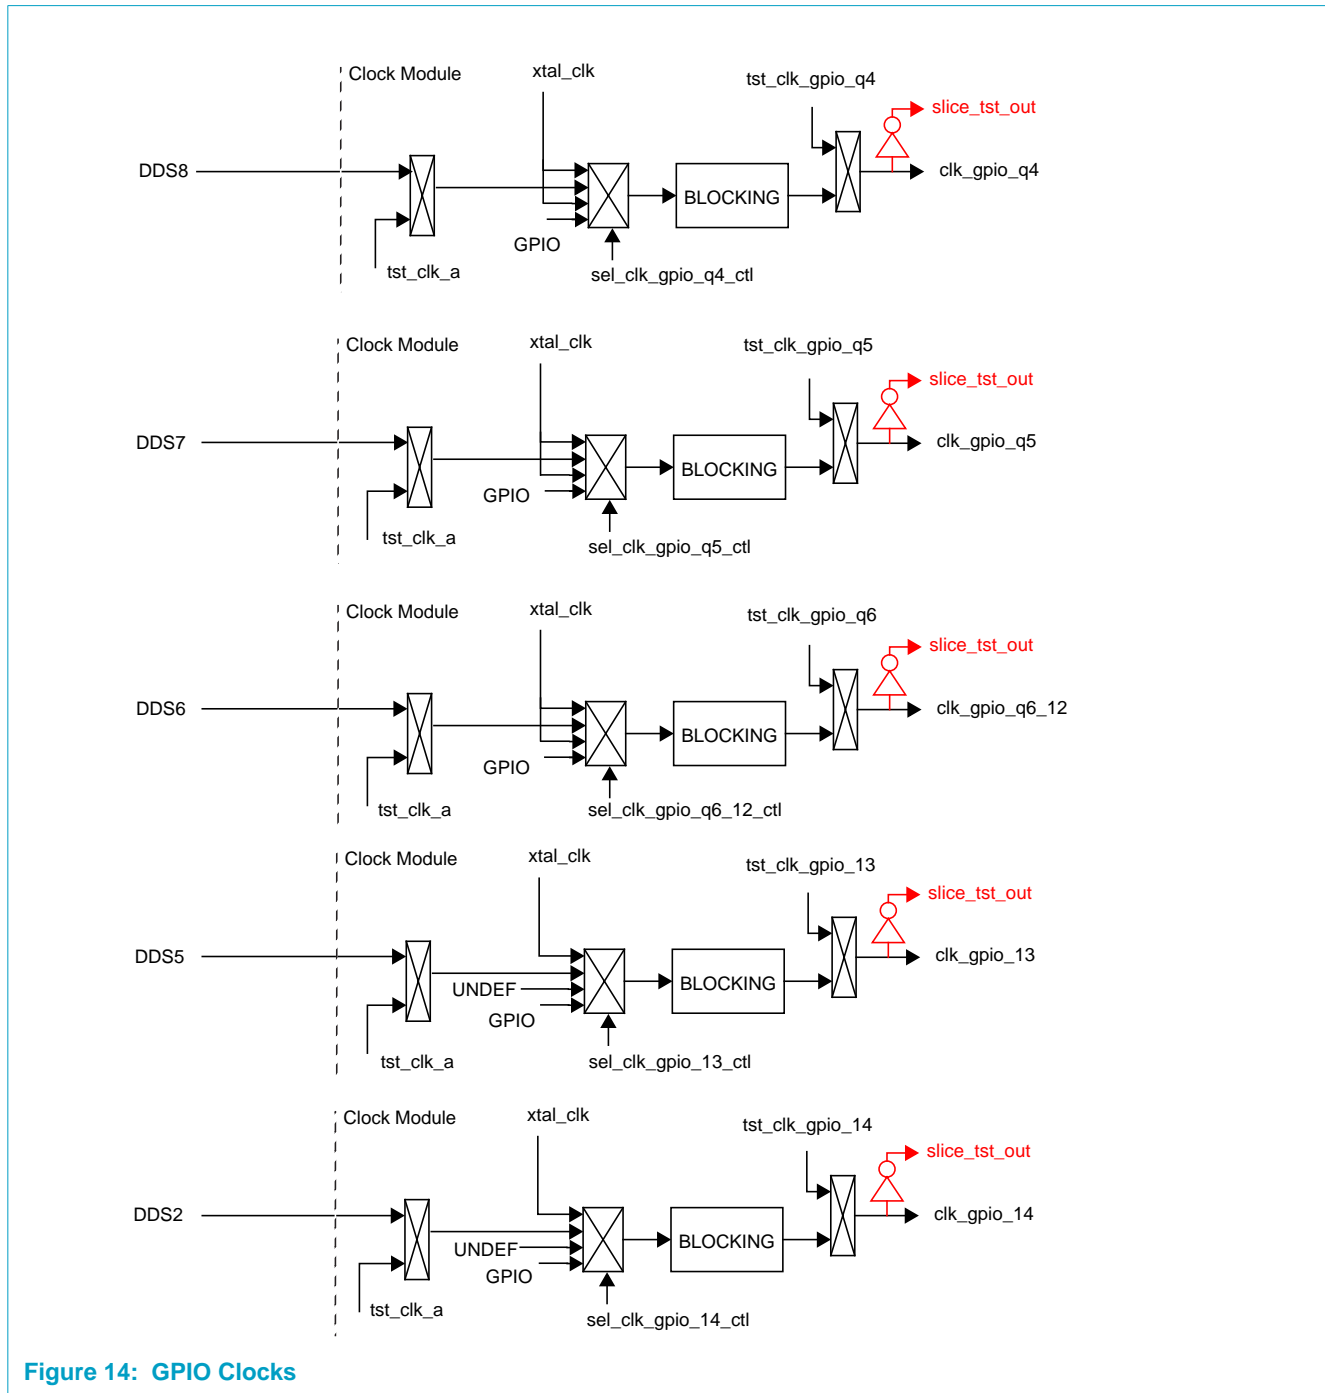 Clock Module
xtal_clk
tst_clk_gpio_q4
slice_tst_out
DDS8
clk_gpio_q4
BLOCKING
GPIO
tst_clk_a
sel_clk_gpio_q4_ctl
Clock Module
xtal_clk
tst_clk_gpio_q5
slice_tst_out
DDS7
clk_gpio_q5
BLOCKING
GPIO
tst_clk_a
sel_clk_gpio_q5_ctl
Clock Module
xtal_clk
tst_clk_gpio_q6
slice_tst_out
DDS6
clk_gpio_q6_12
BLOCKING
GPIO
tst_clk_a
sel_clk_gpio_q6_12_ctl
Clock Module
xtal_clk
tst_clk_gpio_13
slice_tst_out
DDS5
clk_gpio_13
UNDEF
BLOCKING
GPIO
tst_clk_a
sel_clk_gpio_13_ctl
Clock Module
xtal_clk
tst_clk_gpio_14
slice_tst_out
DDS2
clk_gpio_14
UNDEF
BLOCKING
GPIO
tst_clk_a
sel_clk_gpio_14_ctl
Figure 14: GPIO Clocks